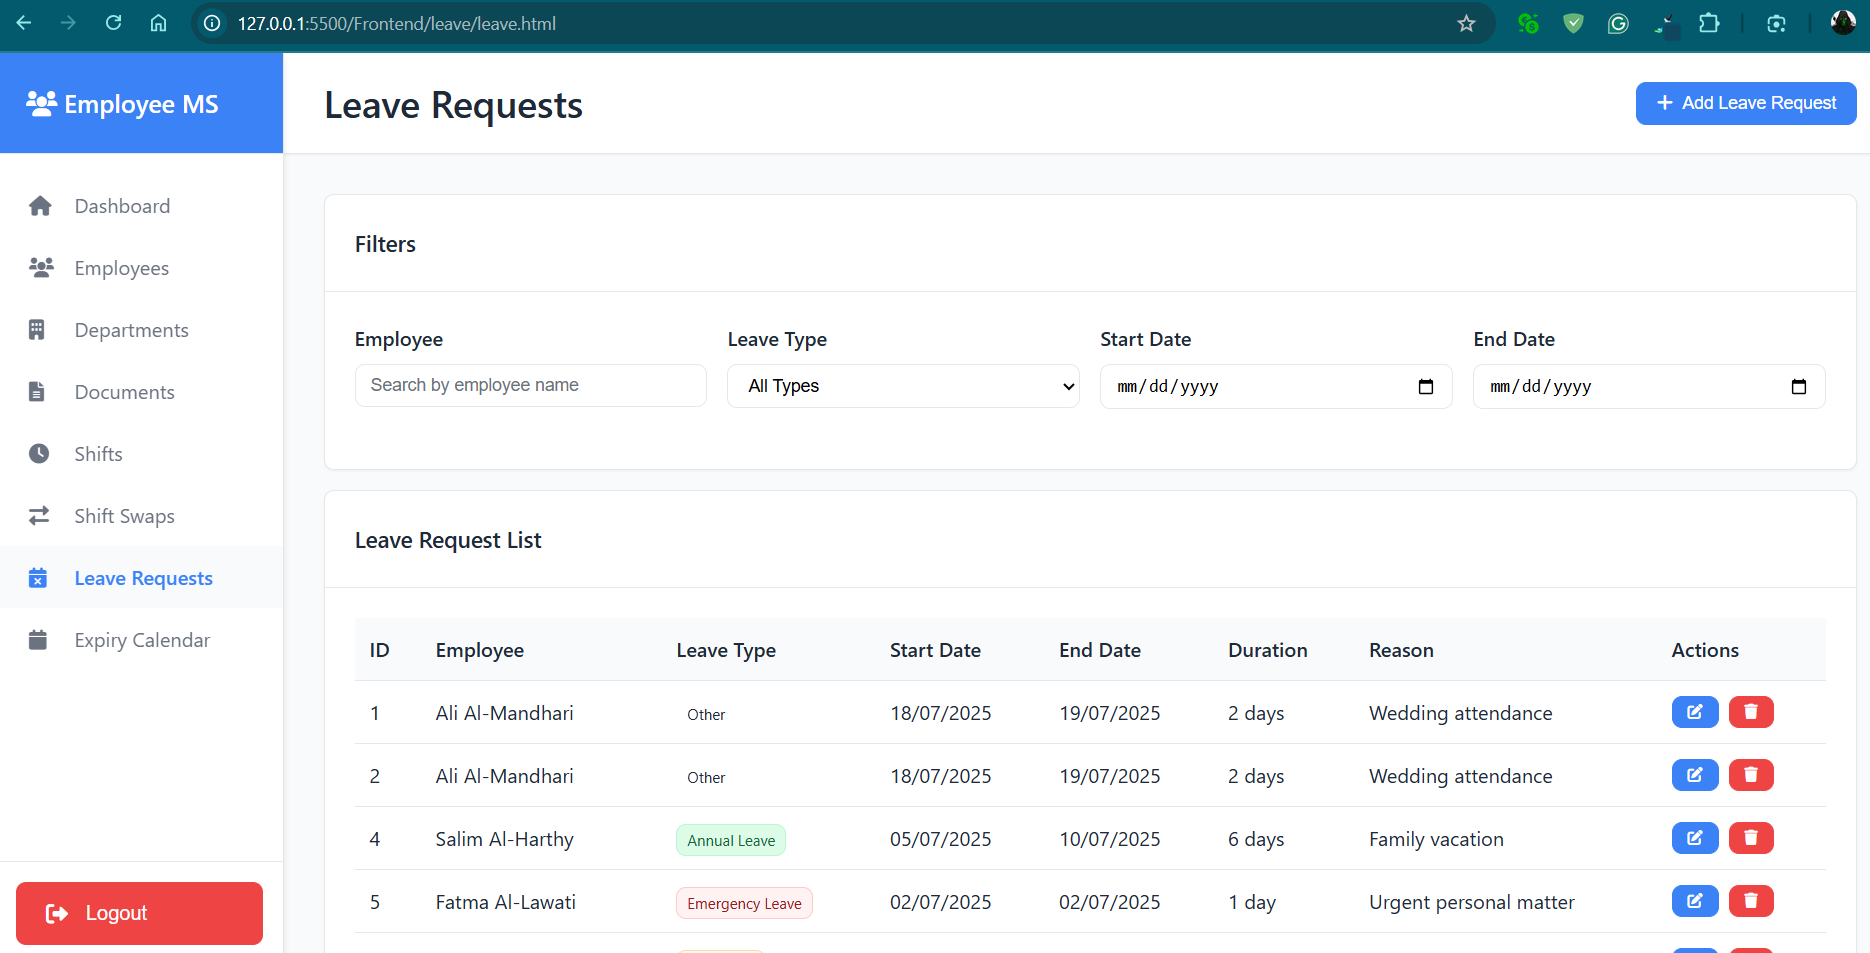 127.0.0.1:5500/Frontend/leave/leave.html
Employee MS
Leave Requests
+ Add Leave Request
Dashboard
Employees
Departments
Documents
Shifts
Shift Swaps
Leave Requests
Expiry Calendar
Logout
Filters
Employee Leave Type Start Date End Date
Search by employee name All Types mm/dd/yyyy mm/dd/yyyy
Leave Request List
ID Employee Leave Type Start Date End Date Duration Reason Actions
1 Ali Al-Mandhari Other 18/07/2025 19/07/2025 2 days Wedding attendance
2 Ali Al-Mandhari Other 18/07/2025 19/07/2025 2 days Wedding attendance
4 Salim Al-Harthy Annual Leave 05/07/2025 10/07/2025 6 days Family vacation
5 Fatma Al-Lawati Emergency Leave 02/07/2025 02/07/2025 1 day Urgent personal matter